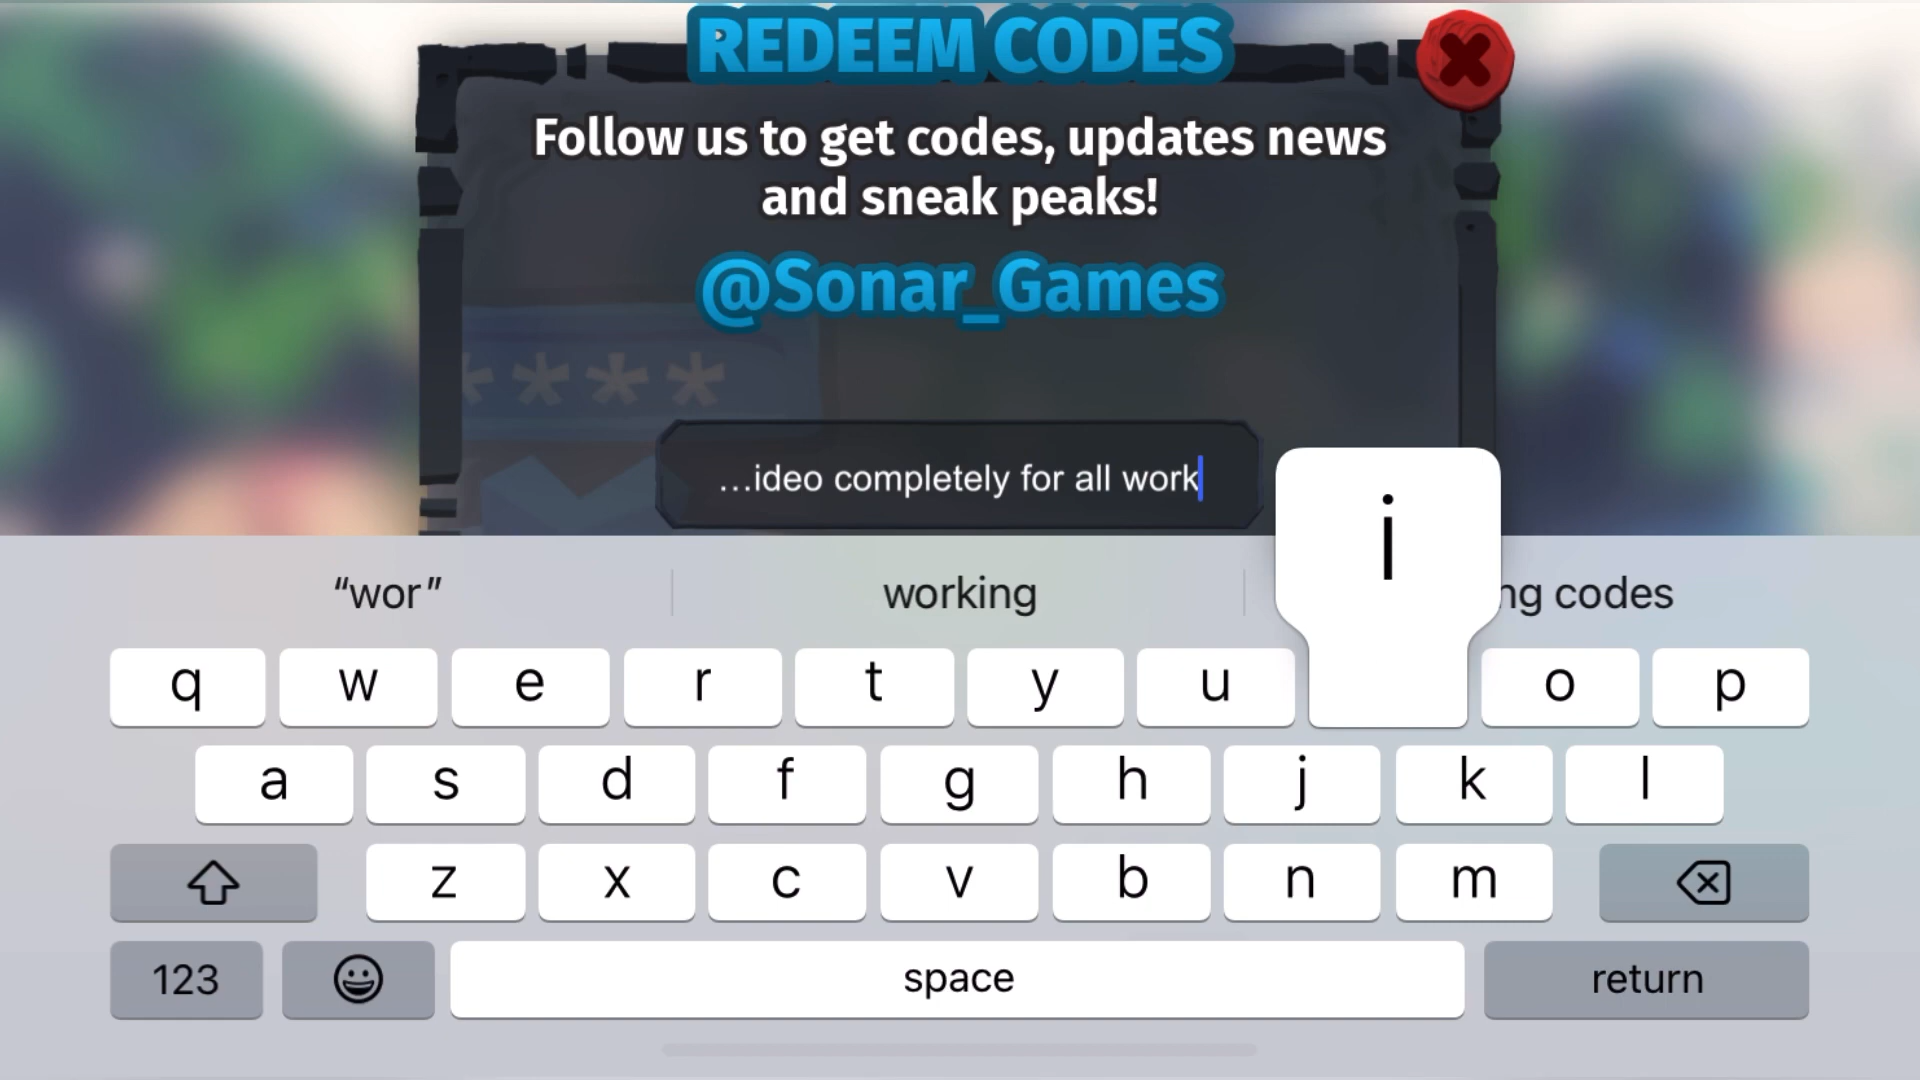 REDEEM CODES
Follow us to get codes, updates news
and sneak peaks!
@Sonar_Games
****
...ideo completely for all work
i
“wor” working ng codes
q w e r t y u o p
a s d f g h j k l
z x c v b n m
123 space return